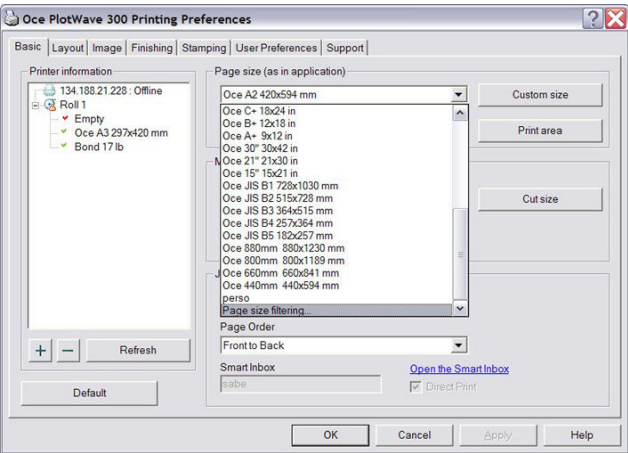 Oce PlotWave 300 Printing Preferences
Basic Layout Image Finishing Stamping User Preferences Support
Printer information
134.188.21.228 : Offline
Roll 1
Empty
Oce A3 297x420 mm
Bond 17 lb
+ − Refresh
Default
Page size (as in application)
Oce A2 420x594 mm
Custom size
Print area
Oce C+ 18x24 in
Oce B+ 12x18 in
Oce A+ 9x12 in
Oce 30" 30x42 in
Oce 21" 21x30 in
Oce 15" 15x21 in
Oce JIS B1 728x1030 mm
Oce JIS B2 515x728 mm
Oce JIS B3 364x515 mm
Oce JIS B4 257x364 mm
Oce JIS B5 182x257 mm
Oce 880mm 880x1230 mm
Oce 800mm 800x1189 mm
Oce 660mm 660x841 mm
Oce 440mm 440x594 mm
perso
Page size filtering...
Cut size
Page Order
Front to Back
Smart Inbox
Open the Smart Inbox
sabe
Direct Print
OK Cancel Apply Help